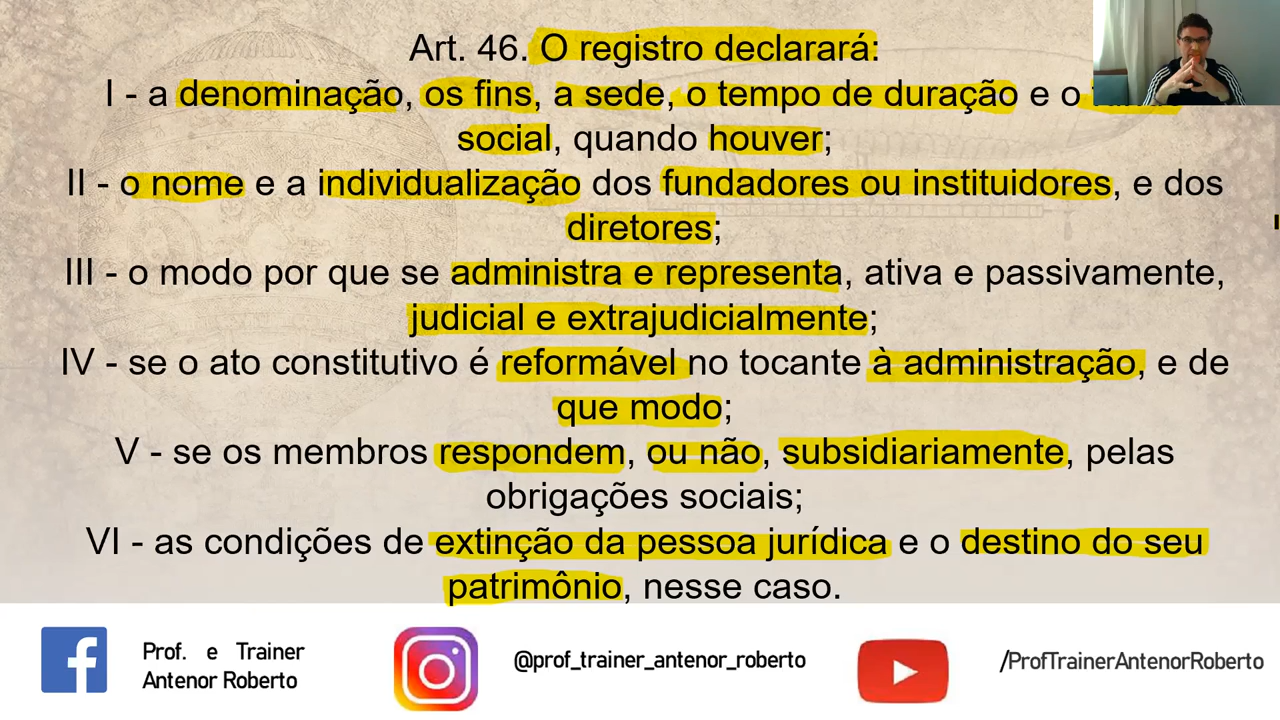 Art. 46. O registro declarará:
I - a denominação, os fins, a sede, o tempo de duração e o
social, quando houver;
II - o nome e a individualização dos fundadores ou instituidores, e dos
diretores;
III - o modo por que se administra e representa, ativa e passivamente,
judicial e extrajudicialmente;
IV - se o ato constitutivo é reformável no tocante à administração, e de
que modo;
V - se os membros respondem, ou não, subsidiariamente, pelas
obrigações sociais;
VI - as condições de extinção da pessoa jurídica e o destino do seu
patrimônio, nesse caso.
Prof. e Trainer
Antenor Roberto
@prof_trainer_antenor_roberto
/ProfTrainerAntenorRoberto